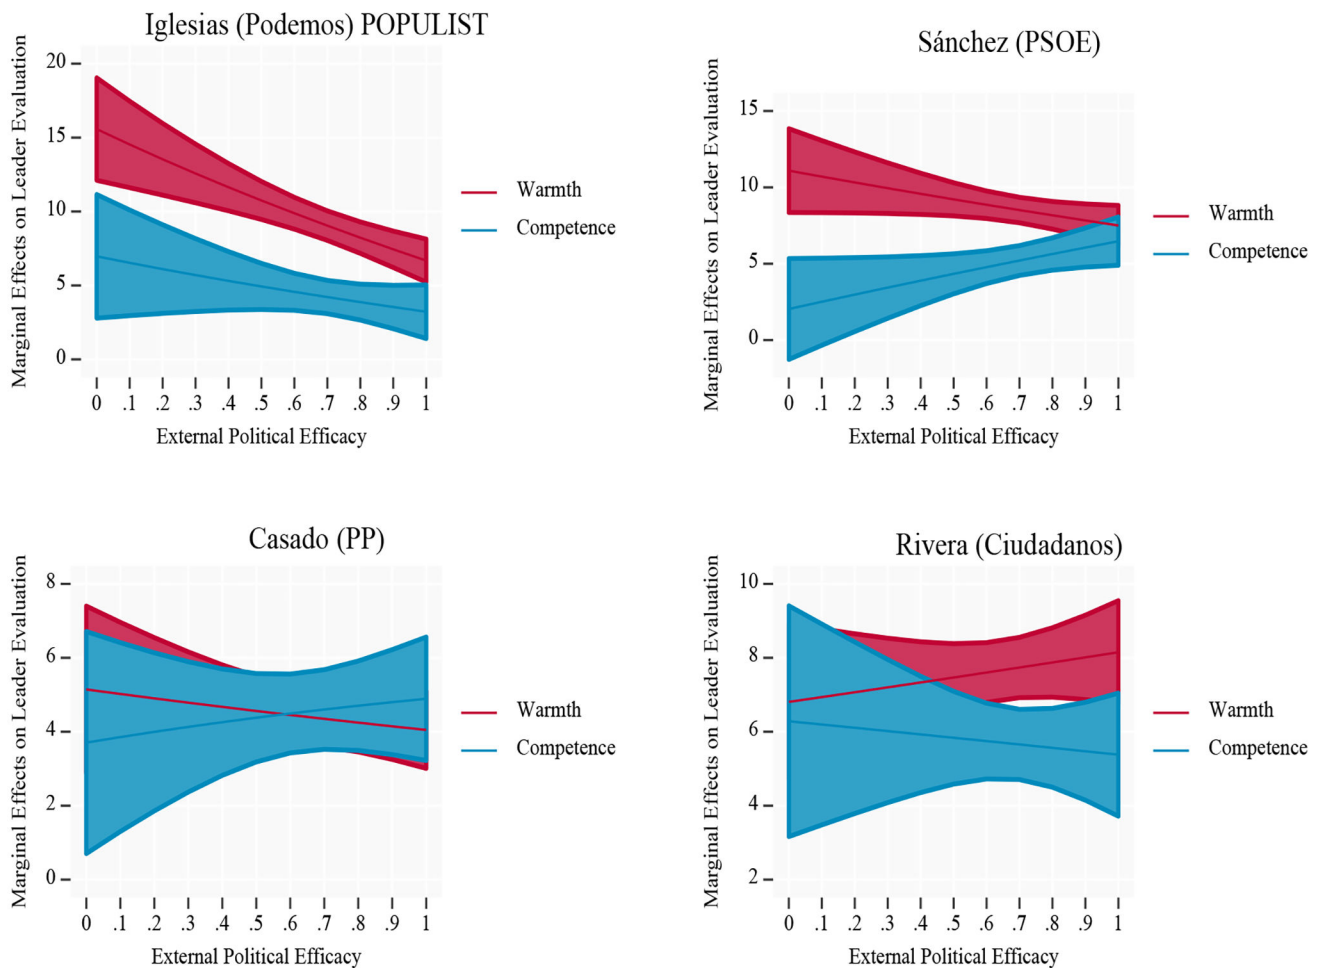 Iglesias (Podemos) POPULIST
Marginal Effects on Leader Evaluation
20
15
10
5
0
0 .1 .2 .3 .4 .5 .6 .7 .8 .9 1
External Political Efficacy
Warmth
Competence
Sánchez (PSOE)
Marginal Effects on Leader Evaluation
15
10
5
0
0 .1 .2 .3 .4 .5 .6 .7 .8 .9 1
External Political Efficacy
Warmth
Competence
Casado (PP)
Marginal Effects on Leader Evaluation
8
6
4
2
0
0 .1 .2 .3 .4 .5 .6 .7 .8 .9 1
External Political Efficacy
Warmth
Competence
Rivera (Ciudadanos)
Marginal Effects on Leader Evaluation
10
8
6
4
2
0 .1 .2 .3 .4 .5 .6 .7 .8 .9 1
External Political Efficacy
Warmth
Competence